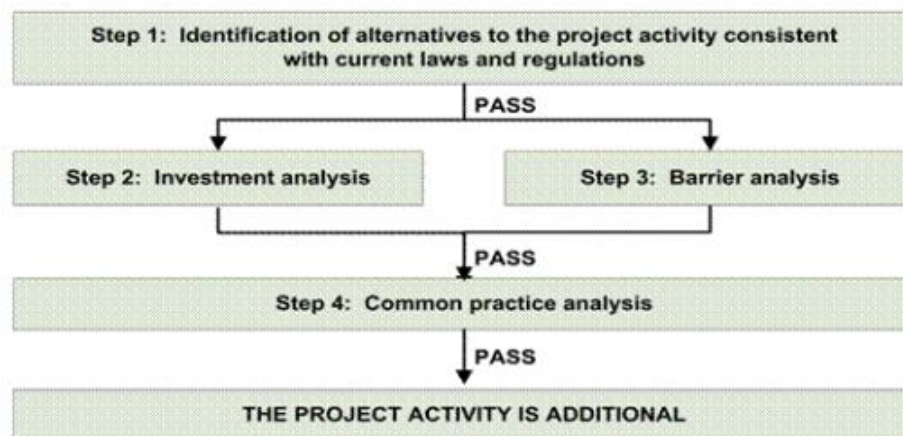 Step 1: Identification of alternatives to the project activity consistent
with current laws and regulations
PASS
Step 2: Investment analysis
Step 3: Barrier analysis
PASS
Step 4: Common practice analysis
PASS
THE PROJECT ACTIVITY IS ADDITIONAL